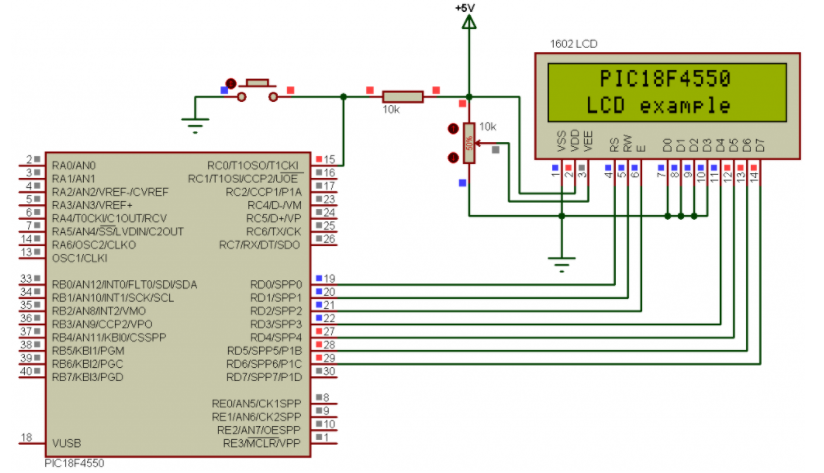 +5V
1602 LCD
PIC18F4550
LCD example
VSS
VDD
VEE
RS
RW
E
D0
D1
D2
D3
D4
D5
D6
D7
1
2
3
4
5
6
7
8
9
10
11
12
13
14
10k
10k
50%
2 RA0/AN0
3 RA1/AN1
4 RA2/AN2/VREF-/CVREF
5 RA3/AN3/VREF+
6 RA4/T0CKI/C1OUT/RCV
7 RA5/AN4/SS/LVDIN/C2OUT
14 RA6/OSC2/CLKO
13 OSC1/CLKI
33 RB0/AN12/INT0/FLT0/SDI/SDA
34 RB1/AN10/INT1/SCK/SCL
35 RB2/AN8/INT2/VMO
36 RB3/AN9/CCP2/VPO
37 RB4/AN11/KBI0/CSSPP
38 RB5/KBI1/PGM
39 RB6/KBI2/PGC
40 RB7/KBI3/PGD
18 VUSB
RC0/T1OSO/T1CKI 15
RC1/T1OSI/CCP2/UOE 16
RC2/CCP1/P1A 17
RC4/D-/VM 23
RC5/D+/VP 24
RC6/TX/CK 25
RC7/RX/DT/SDO 26
RD0/SPP0 19
RD1/SPP1 20
RD2/SPP2 21
RD3/SPP3 22
RD4/SPP4 27
RD5/SPP5/P1B 28
RD6/SPP6/P1C 29
RD7/SPP7/P1D 30
RE0/AN5/CK1SPP 8
RE1/AN6/CK2SPP 9
RE2/AN7/OESPP 10
RE3/MCLR/VPP 1
PIC18F4550